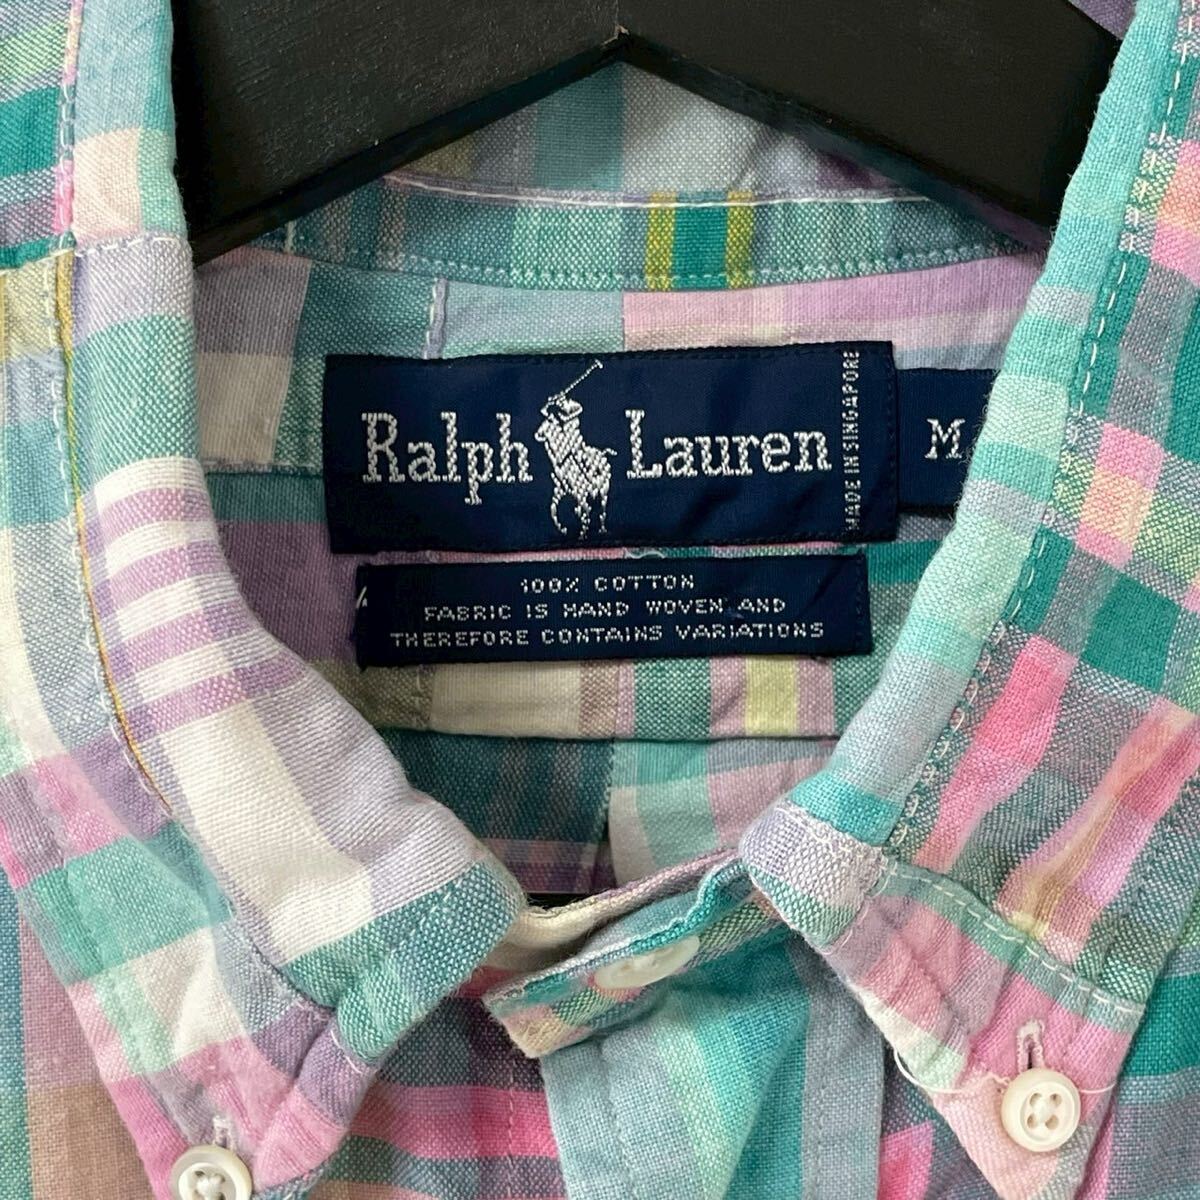 Ralph Lauren
MADE IN SINGAPORE
M
100% COTTON
FABRIC IS HAND WOVEN AND
THEREFORE CONTAINS VARIATIONS